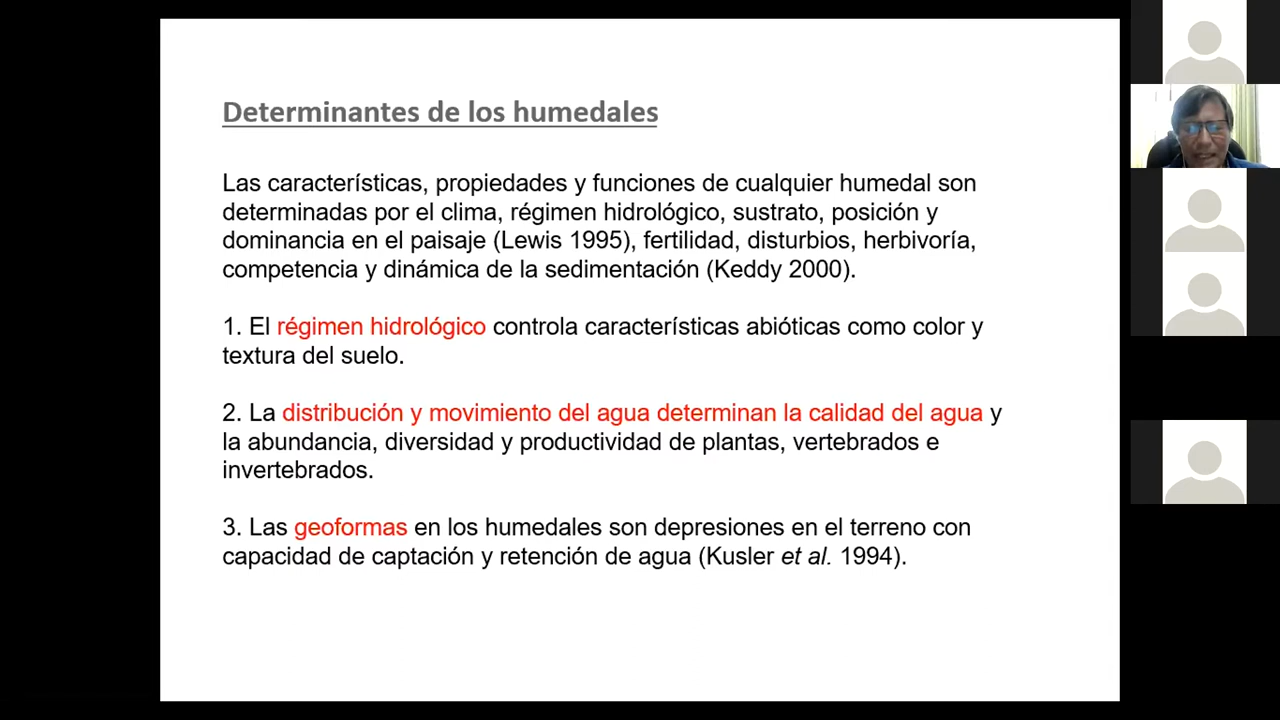 Determinantes de los humedales
Las características, propiedades y funciones de cualquier humedal son
determinadas por el clima, régimen hidrológico, sustrato, posición y
dominancia en el paisaje (Lewis 1995), fertilidad, disturbios, herbivoría,
competencia y dinámica de la sedimentación (Keddy 2000).
1. El régimen hidrológico controla características abióticas como color y
textura del suelo.
2. La distribución y movimiento del agua determinan la calidad del agua y
la abundancia, diversidad y productividad de plantas, vertebrados e
invertebrados.
3. Las geoformas en los humedales son depresiones en el terreno con
capacidad de captación y retención de agua (Kusler et al. 1994).